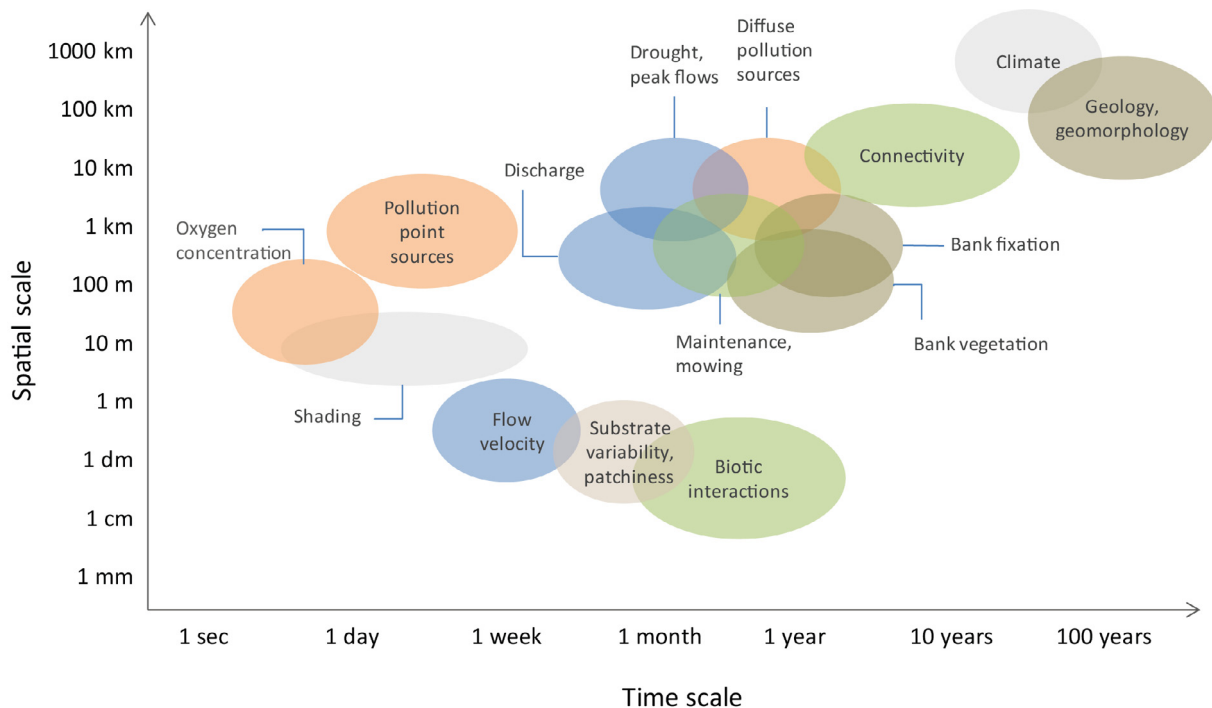 Spatial scale
1000 km
100 km
10 km
1 km
100 m
10 m
1 m
1 dm
1 cm
1 mm
Drought,
peak flows
Diffuse
pollution
sources
Climate
Geology,
geomorphology
Connectivity
Discharge
Pollution
point
sources
Oxygen
concentration
Bank fixation
Bank vegetation
Maintenance,
mowing
Shading
Flow
velocity
Substrate
variability,
patchiness
Biotic
interactions
1 sec
1 day
1 week
1 month
1 year
10 years
100 years
Time scale